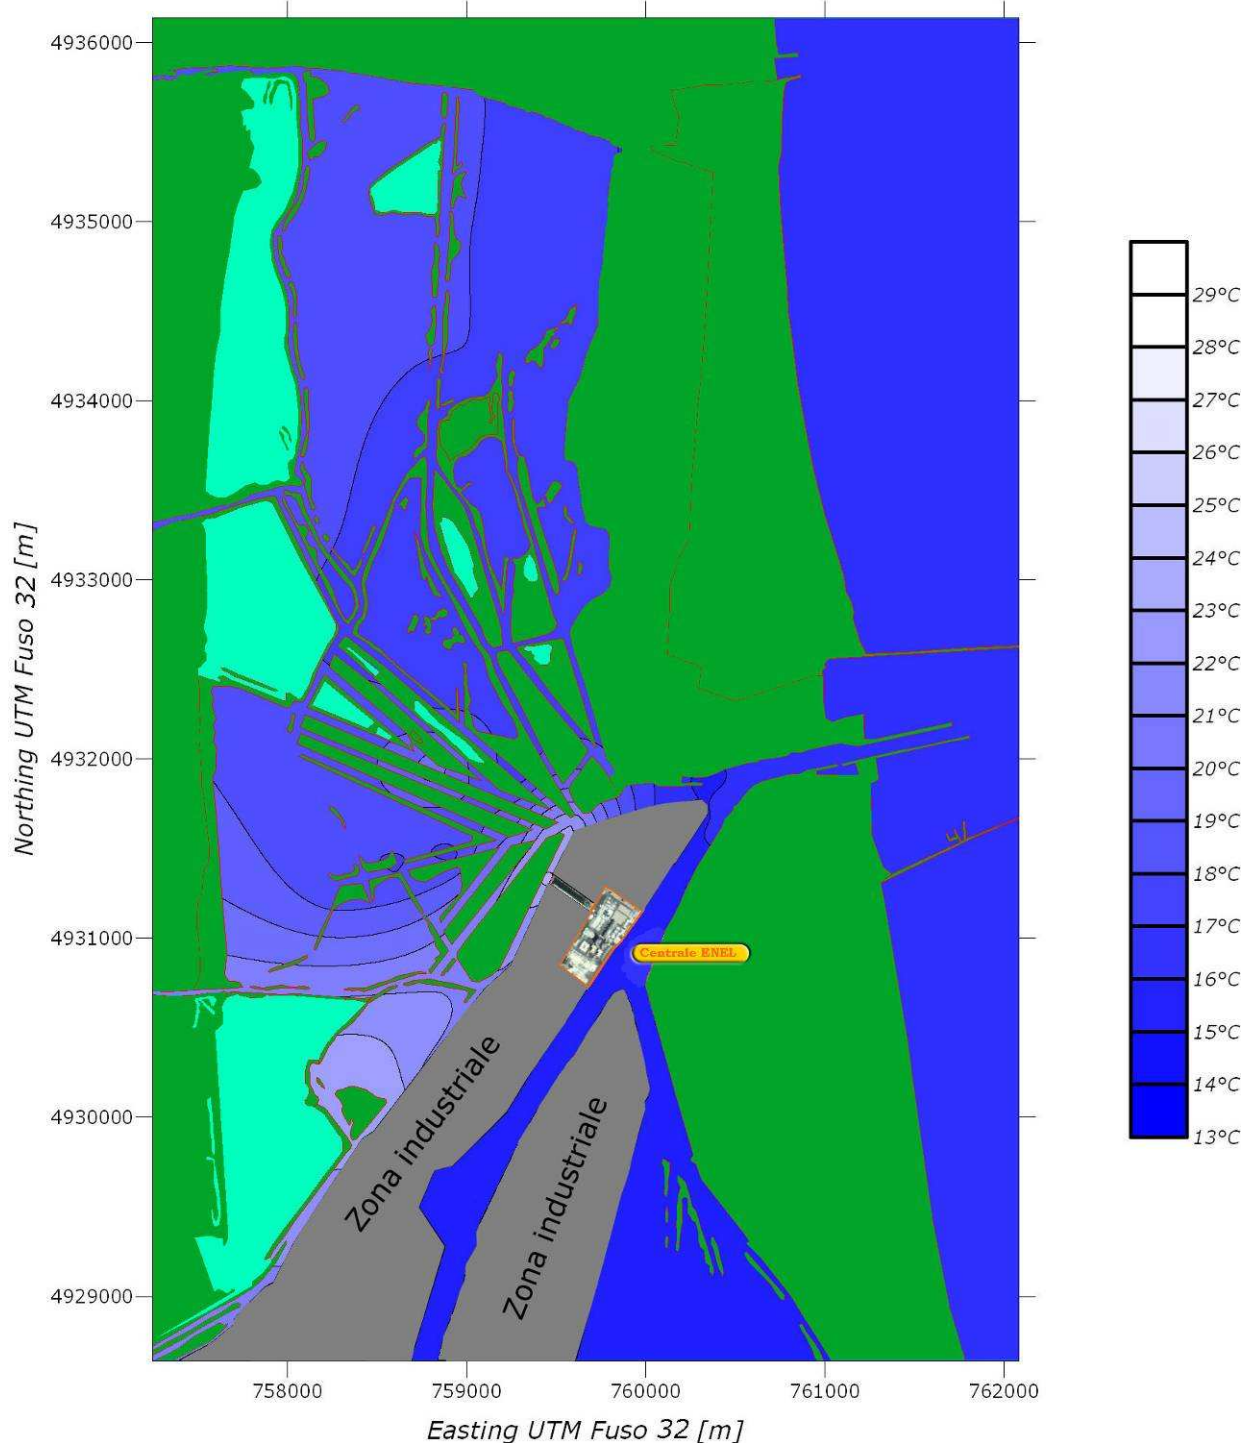 4936000
4935000
4934000
4933000
4932000
4931000
4930000
4929000
Northing UTM Fuso 32 [m]
758000
759000
760000
761000
762000
Easting UTM Fuso 32 [m]
Centrale ENEL
Zona industriale
Zona industriale
29°C
28°C
27°C
26°C
25°C
24°C
23°C
22°C
21°C
20°C
19°C
18°C
17°C
16°C
15°C
14°C
13°C